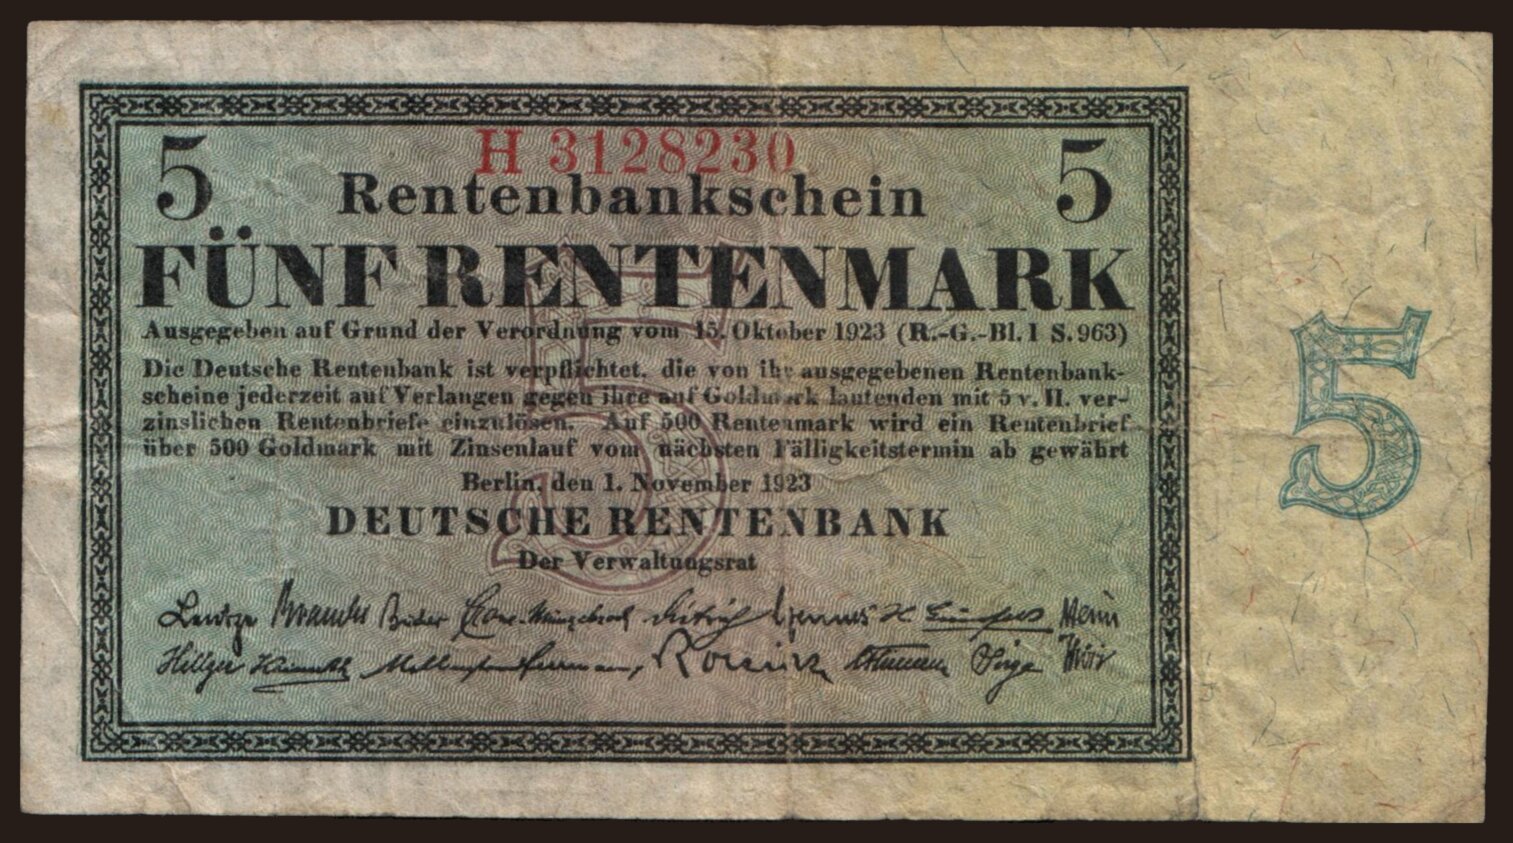 H 3128230
5 Rentenbankschein 5
FÜNF RENTENMARK
Ausgegeben auf Grund der Verordnung vom 15. Oktober 1923 (R.-G.-Bl. I S. 963)
Die Deutsche Rentenbank ist verpflichtet, die von ihr ausgegebenen Rentenbank-
scheine jederzeit auf Verlangen gegen ihre auf Goldmark lautenden mit 5 v. H. ver-
zinslichen Rentenbriefe einzulösen. Auf 500 Rentenmark wird ein Rentenbrief
über 500 Goldmark mit Zinsenlauf vom nächsten Fälligkeitstermin ab gewährt
Berlin, den 1. November 1923
DEUTSCHE RENTENBANK
Der Verwaltungsrat
Hillger
5
5